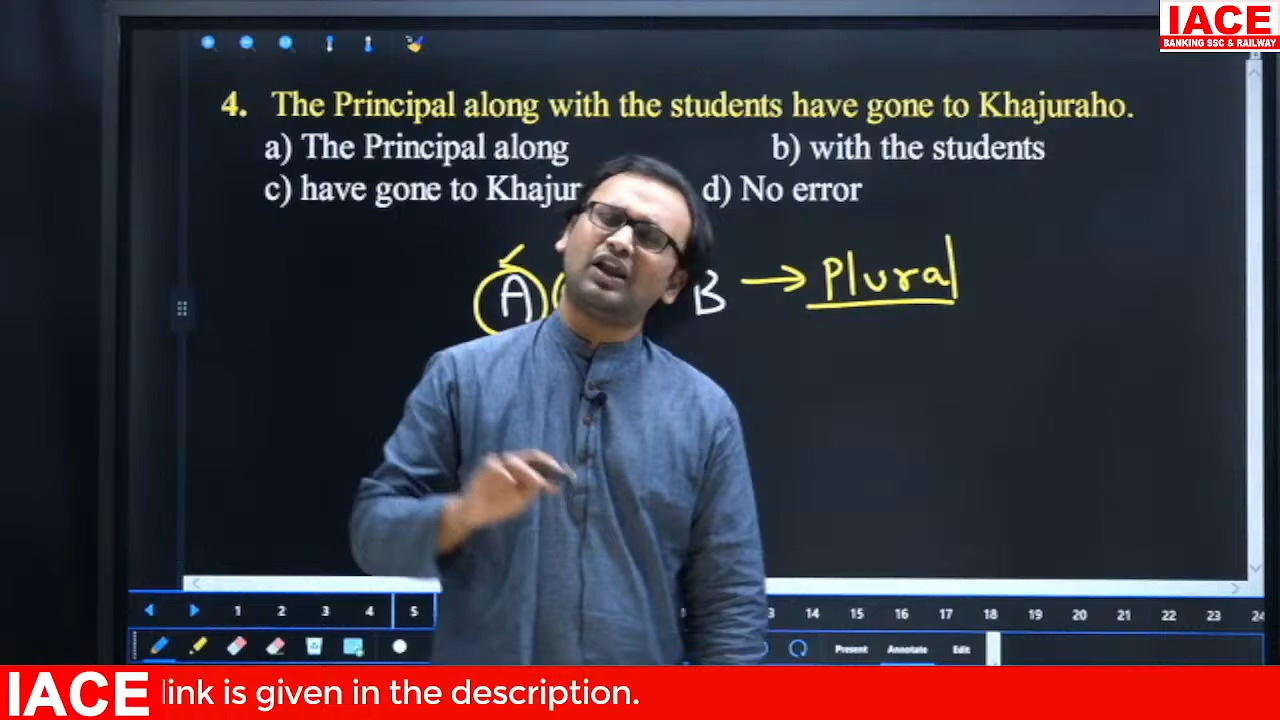 IACE
BANKING SSC & RAILWAY
4. The Principal along with the students have gone to Khajuraho.
a) The Principal along b) with the students
c) have gone to Khajur d) No error
A B → Plural
1 2 3 4 5 13 14 15 16 17 18 19 20 21 22 23 24
Present Annotate Edit
IACE link is given in the description.